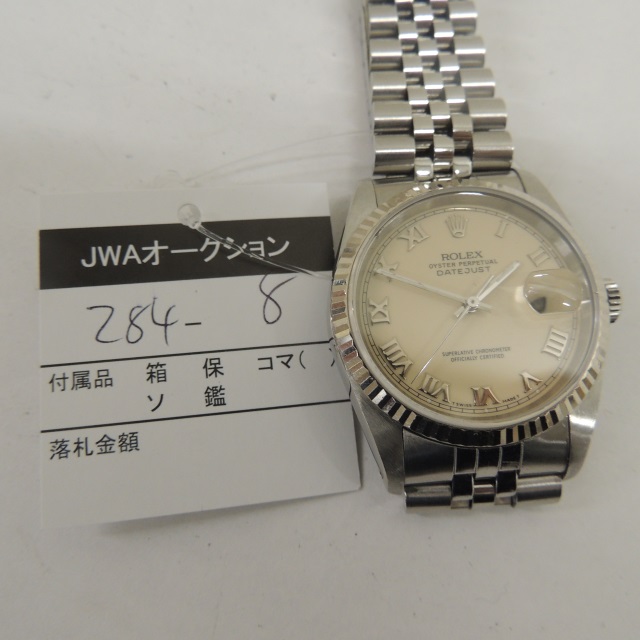 JWAオークション
284- 8
付属品 箱 保 コマ( )
ソ 鑑
落札金額
ROLEX
OYSTER PERPETUAL
DATEJUST
SUPERLATIVE CHRONOMETER
OFFICIALLY CERTIFIED